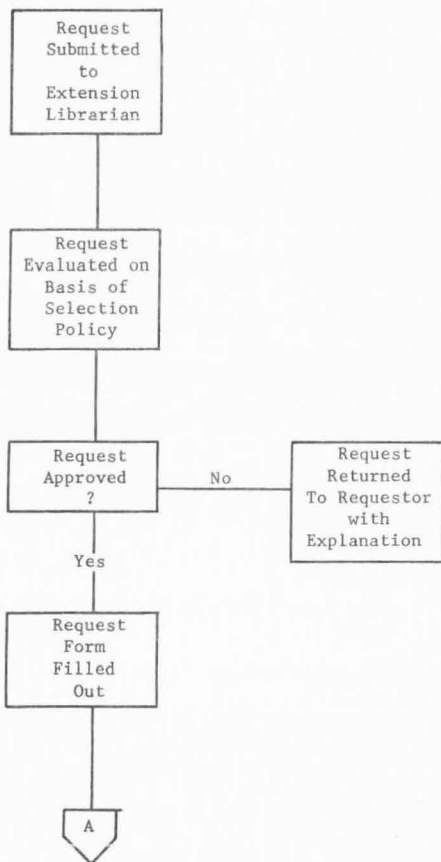 Request
Submitted
to
Extension
Librarian
Request
Evaluated on
Basis of
Selection
Policy
Request
Approved
?
No
Request
Returned
To Requestor
with
Explanation
Yes
Request
Form
Filled
Out
A